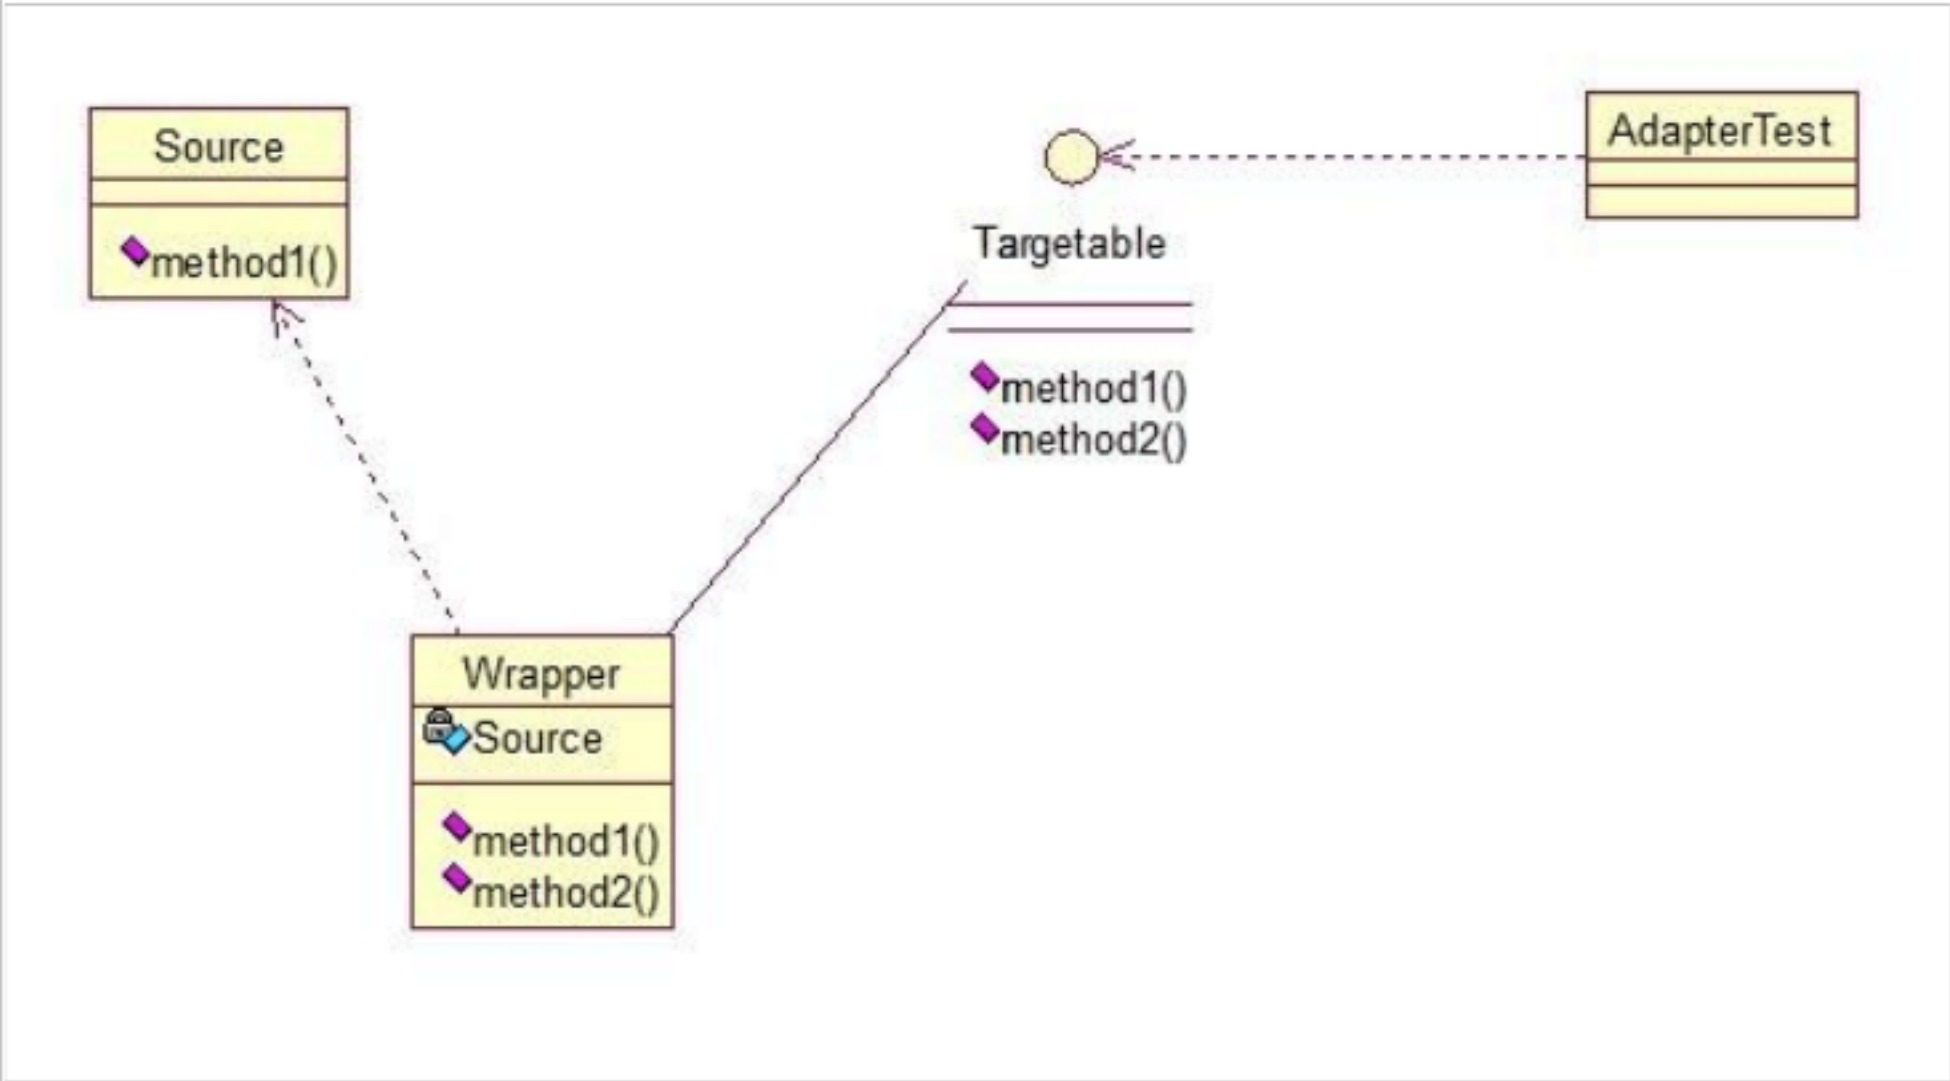 Source
method1()
Targetable
method1()
method2()
AdapterTest
Wrapper
Source
method1()
method2()